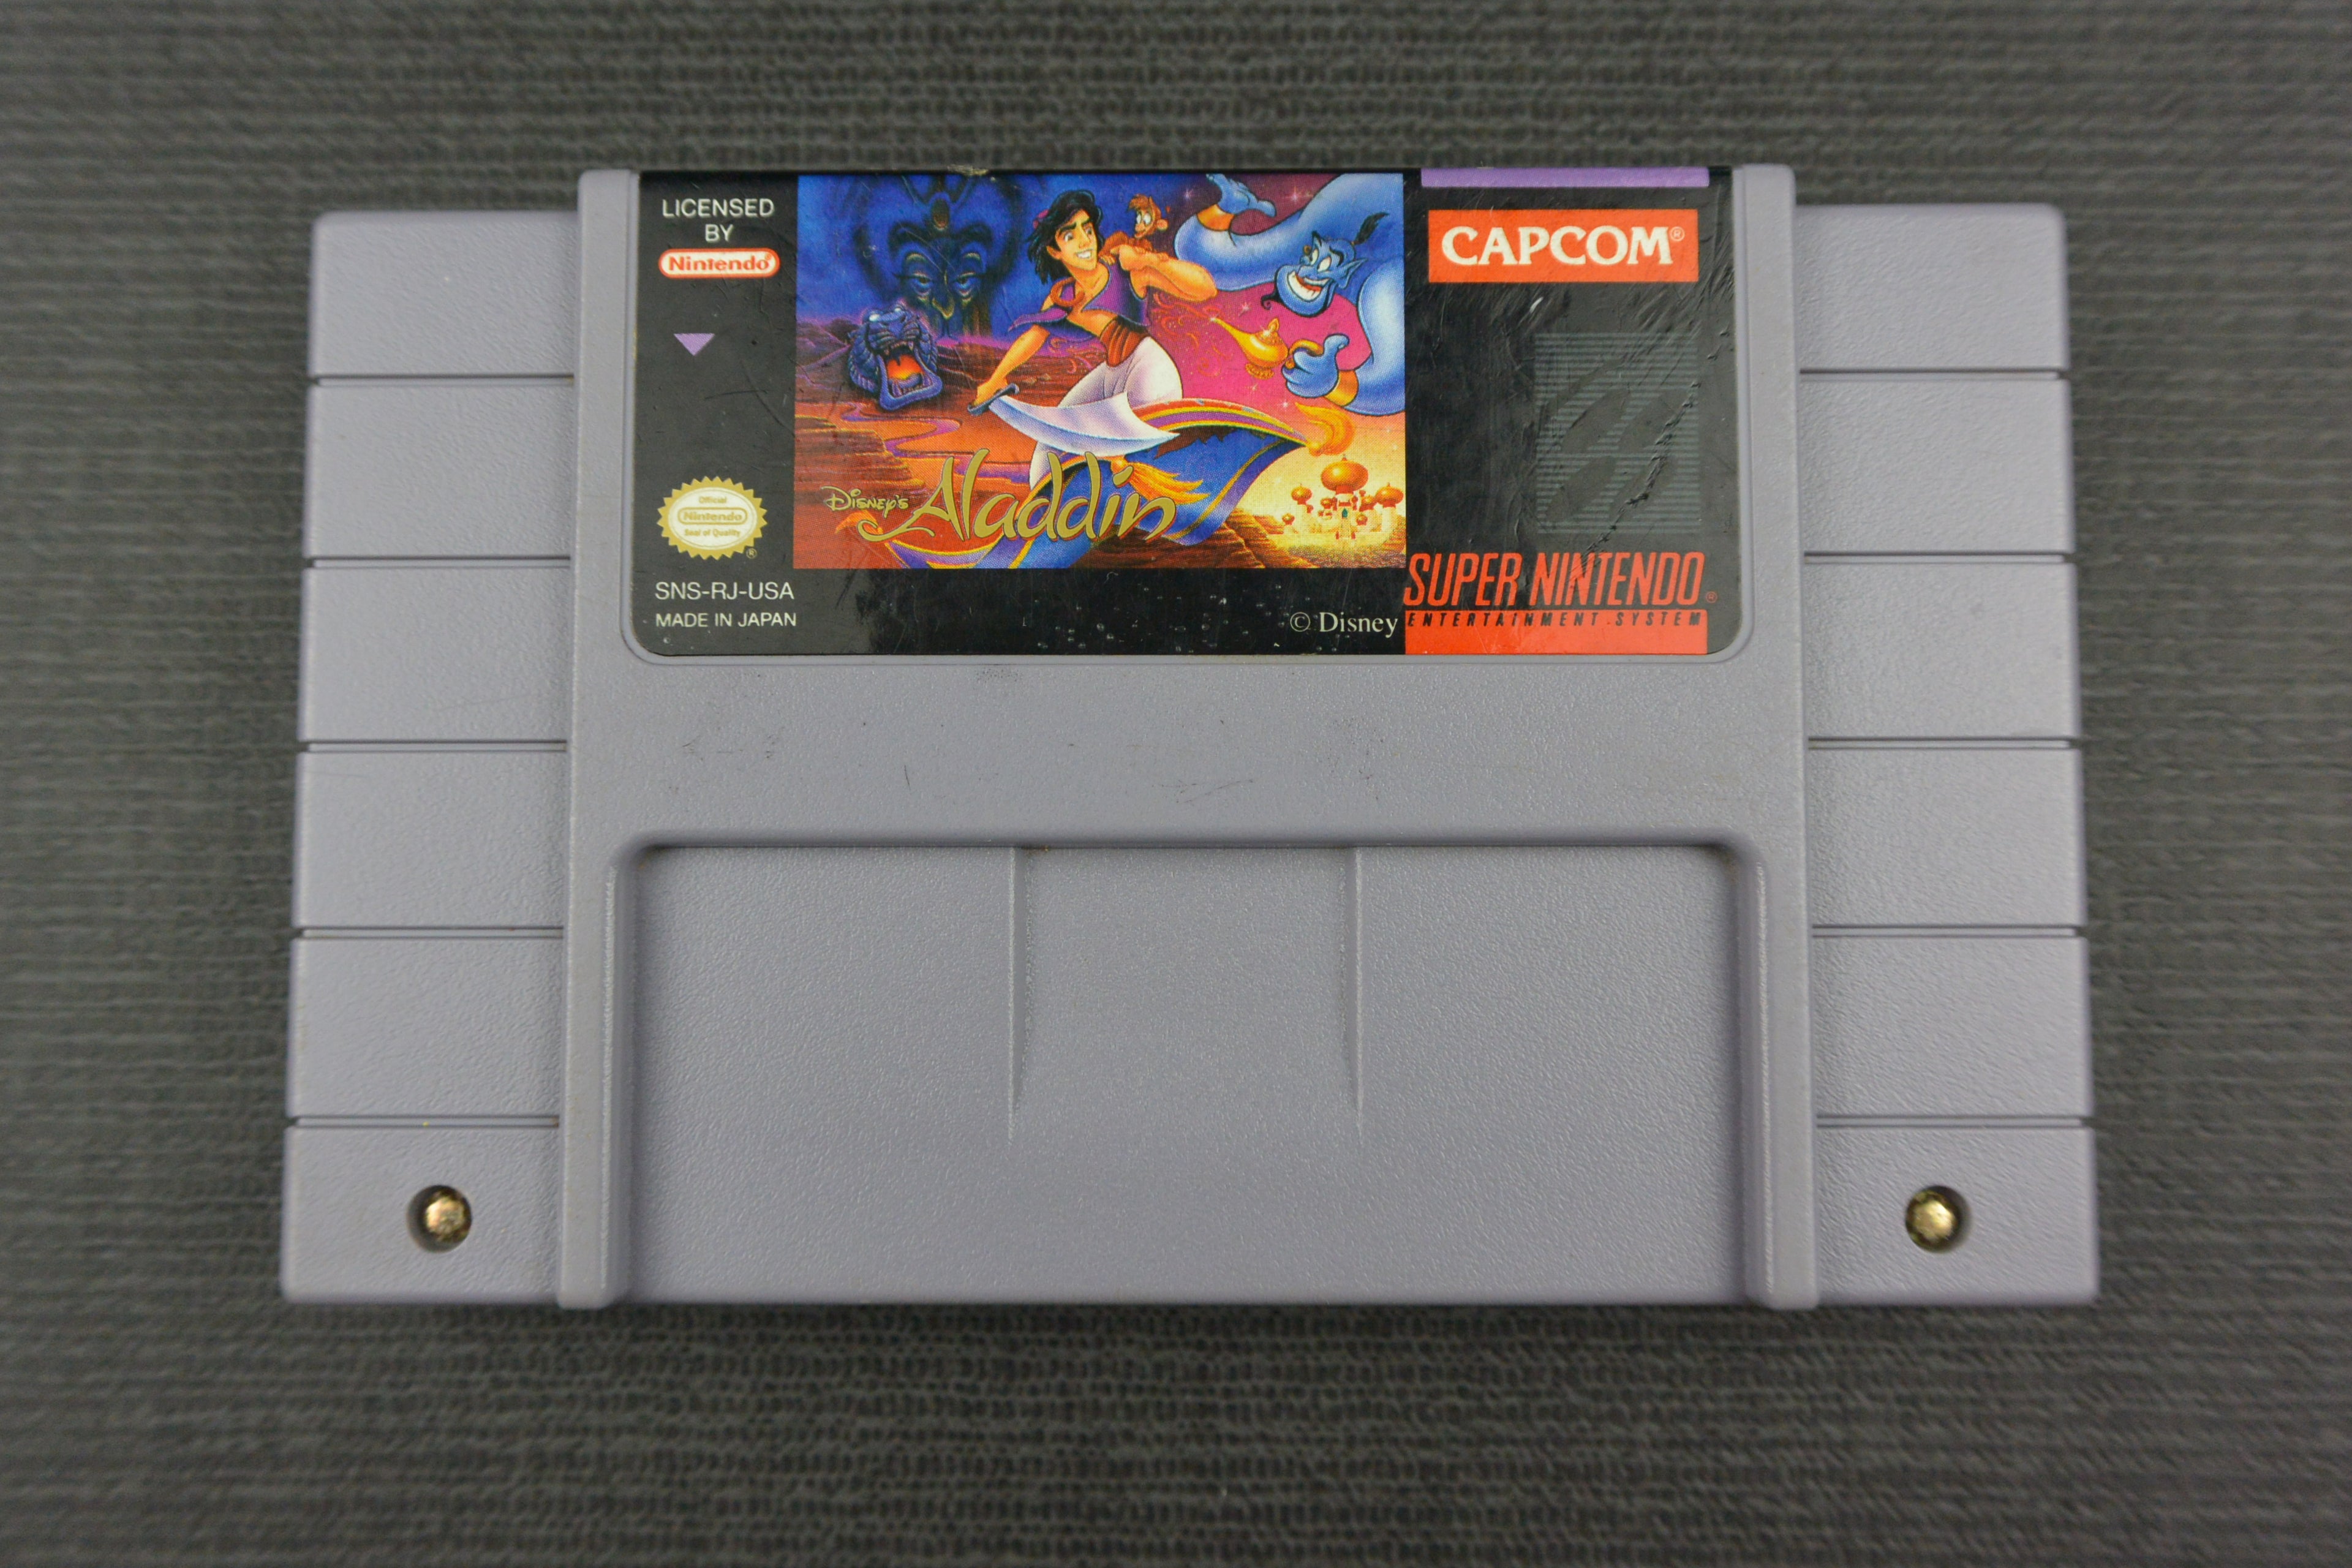 LICENSED
BY
Nintendo
CAPCOM®
Disney's Aladdin
Official
Nintendo
Seal of Quality
®
SNS-RJ-USA
MADE IN JAPAN
© Disney
SUPER NINTENDO®
ENTERTAINMENT SYSTEM